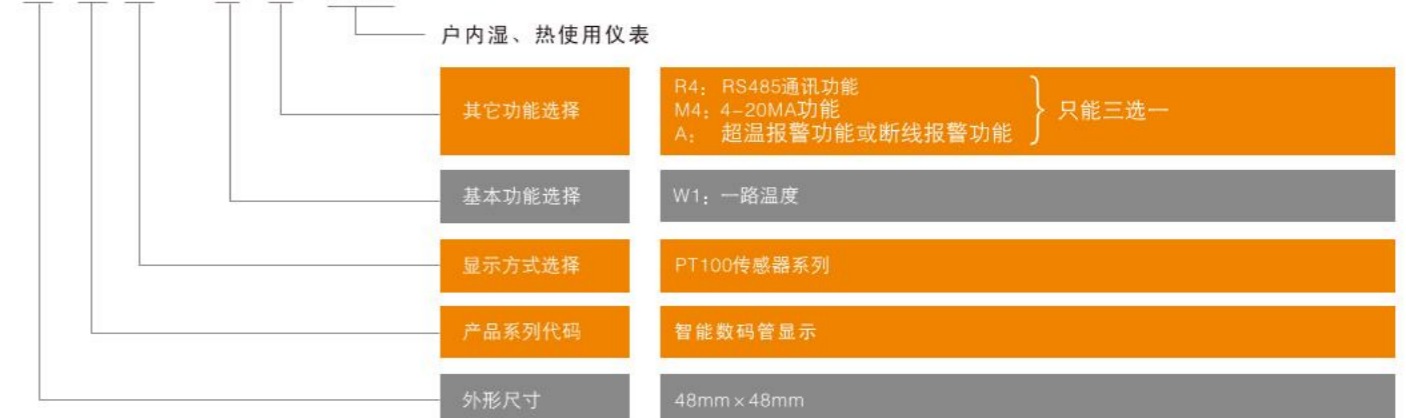 户内湿、热使用仪表
其它功能选择
R4：RS485通讯功能
M4：4-20MA功能
A：超温报警功能或断线报警功能
只能三选一
基本功能选择
W1：一路温度
显示方式选择
PT100传感器系列
产品系列代码
智能数码管显示
外形尺寸
48mm×48mm